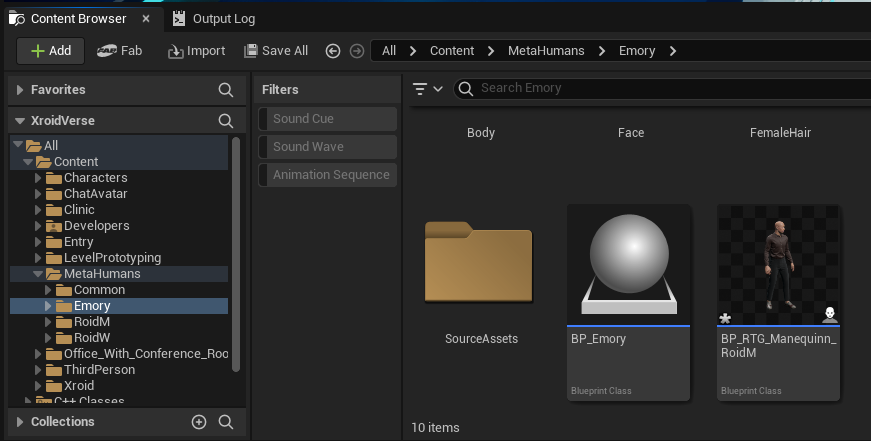 Content Browser
Output Log
Add Fab Import Save All All Content MetaHumans Emory
Favorites
XroidVerse
All
Content
Characters
ChatAvatar
Clinic
Developers
Entry
LevelPrototyping
MetaHumans
Common
Emory
RoidM
RoidW
Office_With_Conference_Roo
ThirdPerson
Xroid
C++ Classes
Collections
Filters
Sound Cue
Sound Wave
Animation Sequence
Search Emory
Body
Face
FemaleHair
SourceAssets
BP_Emory
Blueprint Class
BP_RTG_Manequinn_
RoidM
Blueprint Class
10 items